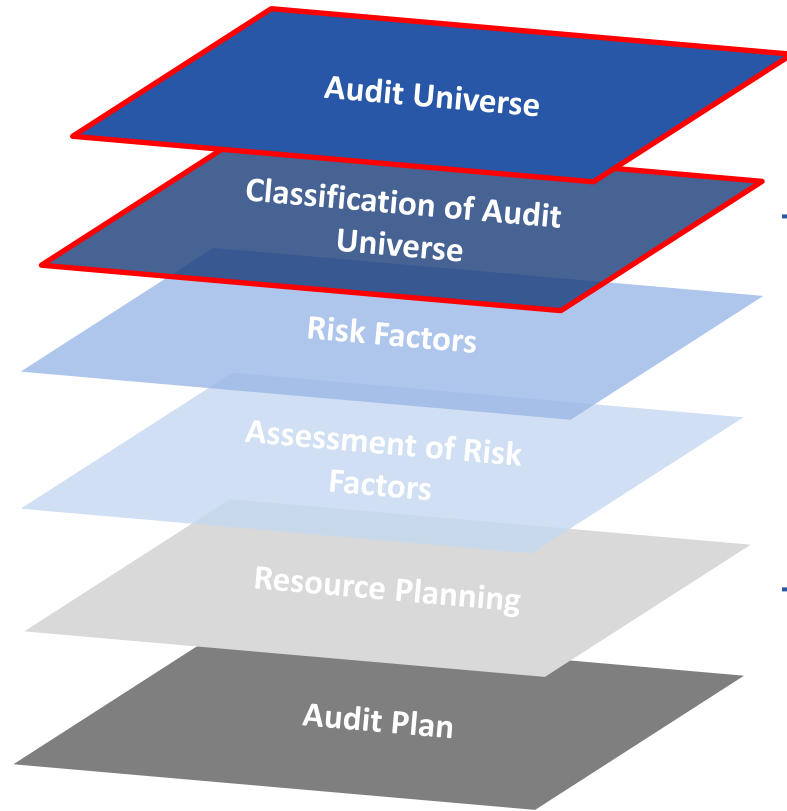 Audit Universe
Classification of Audit
Universe
Risk Factors
Assessment of Risk
Factors
Resource Planning
Audit Plan